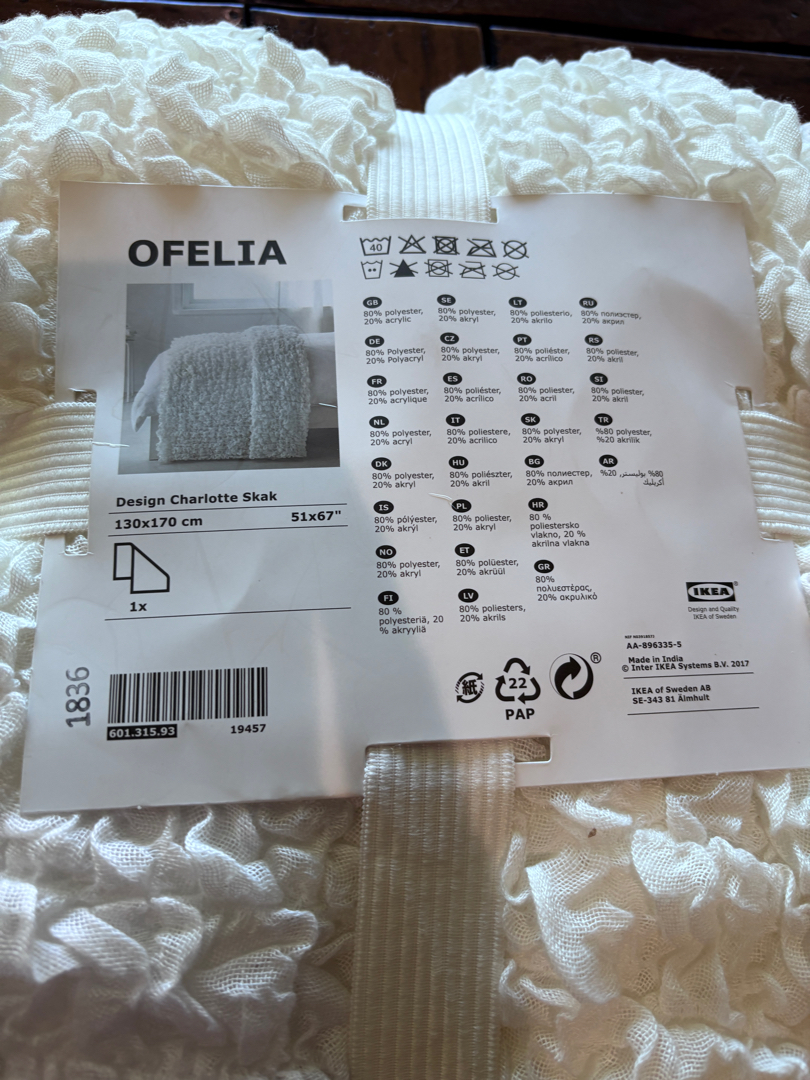 OFELIA
40
GB
80% polyester,
20% acrylic
SE
80% polyester,
20% akryl
LT
80% poliesterio,
20% akrilo
RU
80% полиэстер,
20% акрил
DE
80% Polyester,
20% Polyacryl
CZ
80% polyester,
20% akryl
PT
80% poliéster,
20% acrílico
RS
80% poliester,
20% akril
FR
80% polyester,
20% acrylique
ES
80% poliéster,
20% acrílico
RO
80% poliester,
20% acril
SI
80% poliester,
20% akril
NL
80% polyester,
20% acryl
IT
80% poliestere,
20% acrilico
SK
80% polyester,
20% akryl
TR
%80 polyester,
%20 akrilik
DK
80% polyester,
20% akryl
HU
80% poliészter,
20% akril
BG
80% полиестер,
20% акрил
AR
80% بوليستر, 20%
أكريليك
IS
80% pólýester,
20% akrýl
PL
80% poliester,
20% akryl
HR
80 %
poliestersko
vlakno, 20 %
akrilna vlakna
NO
80% polyester,
20% akryl
ET
80% polüester,
20% akrüül
GR
80%
πολυεστέρας,
20% ακρυλικό
FI
80 %
polyesteriä, 20
% akryyliä
LV
80% poliesters,
20% akrils
Design Charlotte Skak
130x170 cm 51x67"
1x
1836
601.315.93 19457
紙
22
PAP
®
IKEA®
Design and Quality
IKEA of Sweden
AA-896335-5
Made in India
© Inter IKEA Systems B.V. 2017
IKEA of Sweden AB
SE-343 81 Älmhult